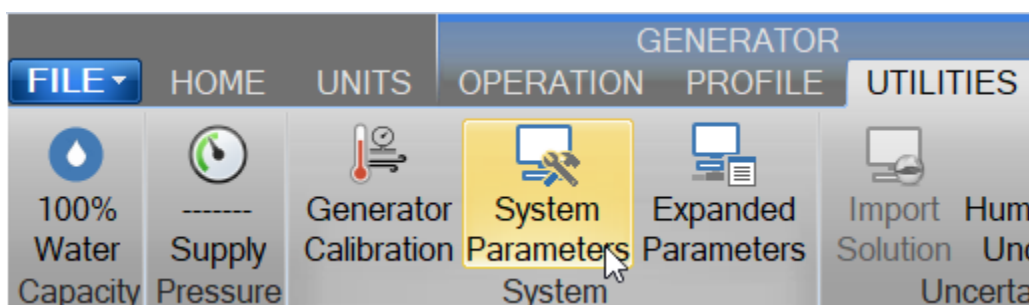 GENERATOR
FILE HOME UNITS OPERATION PROFILE UTILITIES
100% ------- Generator System Expanded Import
Water Supply Calibration Parameters Parameters Solution
Capacity Pressure System